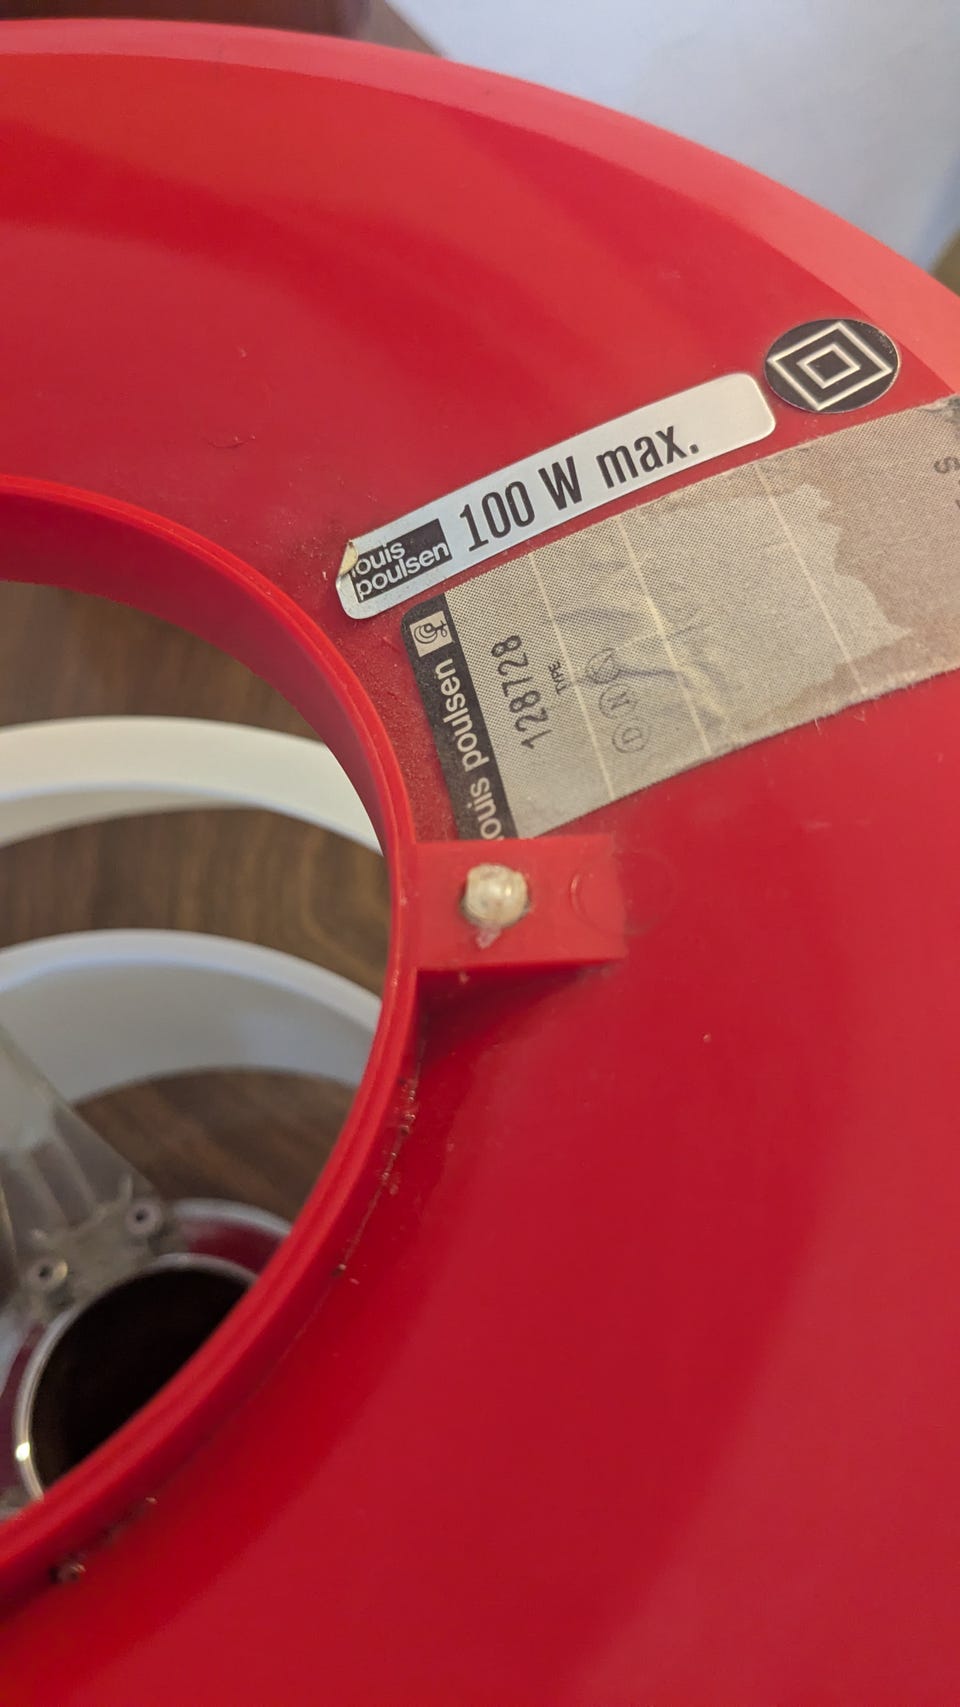 louis
poulsen
100 W max.
louis poulsen
128728
TYPE
D N
S